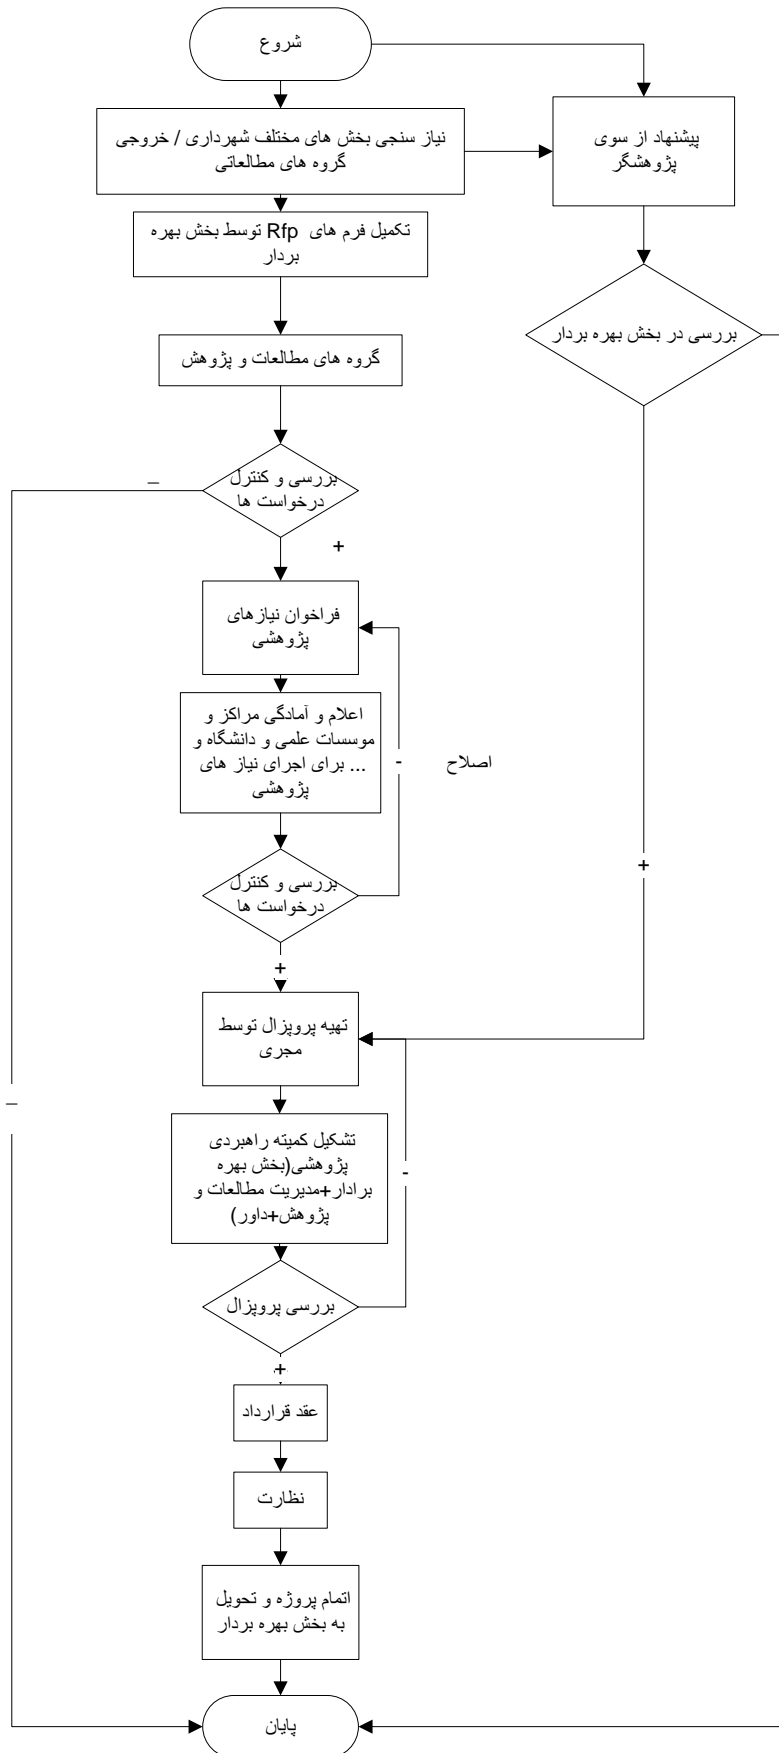 شروع
نیاز سنجی بخش های مختلف شهرداری / خروجی
گروه های مطالعاتی
پیشنهاد از سوی
پژوهشگر
تکمیل فرم های Rfp توسط بخش بهره
بردار
بررسی در بخش بهره بردار
گروه های مطالعات و پژوهش
بررسی و کنترل
درخواست ها
_
+
فراخوان نیازهای
پژوهشی
اعلام و آمادگی مراکز و
موسسات علمی و دانشگاه و
... برای اجرای نیاز های
پژوهشی
-
اصلاح
بررسی و کنترل
درخواست ها
+
+
تهیه پروپزال توسط
مجری
_
تشکیل کمیته راهبردی
پژوهشی(بخش بهره
برادار+مدیریت مطالعات و
پژوهش+داور)
-
بررسی پروپزال
+
عقد قرارداد
نظارت
اتمام پروژه و تحویل
به بخش بهره بردار
پایان